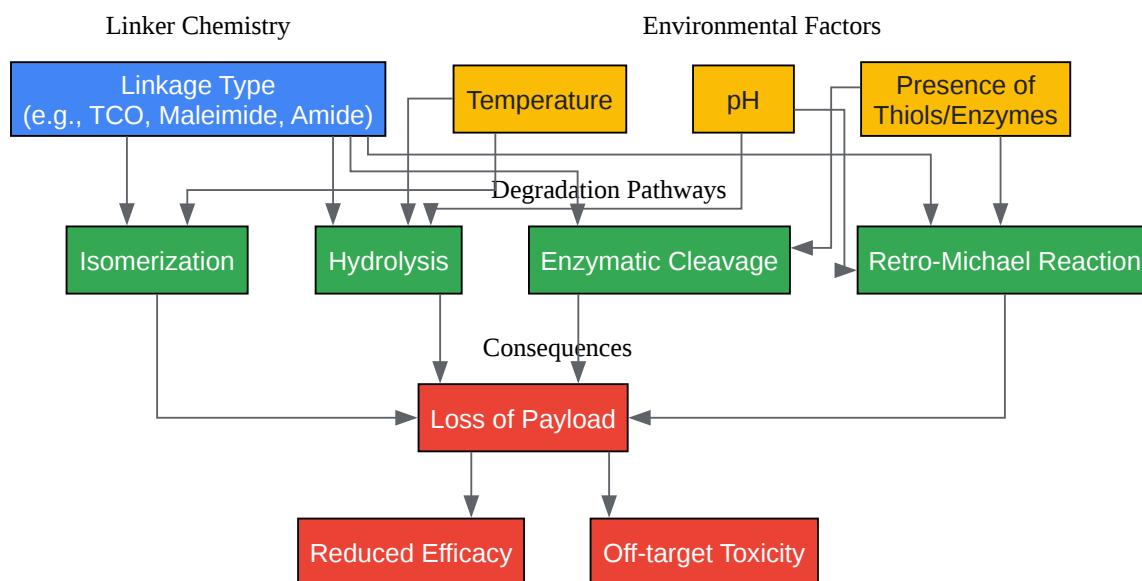 Linker Chemistry
Environmental Factors
Linkage Type
(e.g., TCO, Maleimide, Amide)
Temperature
pH
Presence of
Thiols/Enzymes
Degradation Pathways
Isomerization
Hydrolysis
Enzymatic Cleavage
Retro-Michael Reaction
Consequences
Loss of Payload
Reduced Efficacy
Off-target Toxicity